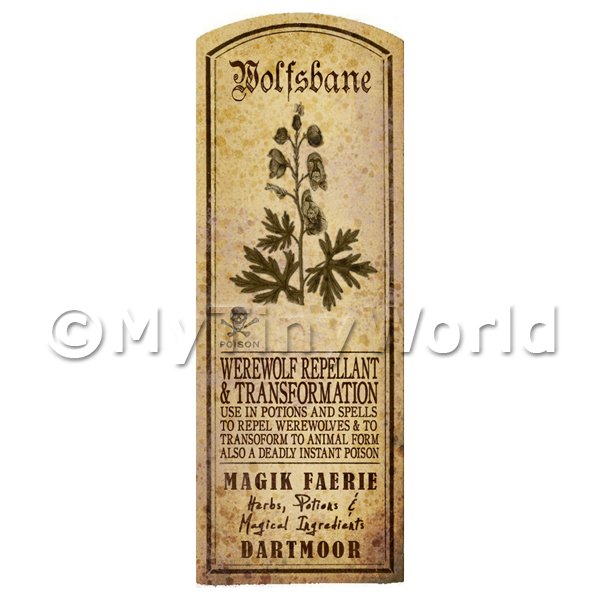 Wolfsbane
©MyTinyWorld
POISON
WEREWOLF REPELLANT
& TRANSFORMATION
USE IN POTIONS AND SPELLS
TO REPEL WEREWOLVES & TO
TRANSOFORM TO ANIMAL FORM
ALSO A DEADLY INSTANT POISON
MAGIK FAERIE
Herbs, Potions &
Magical Ingredients
DARTMOOR